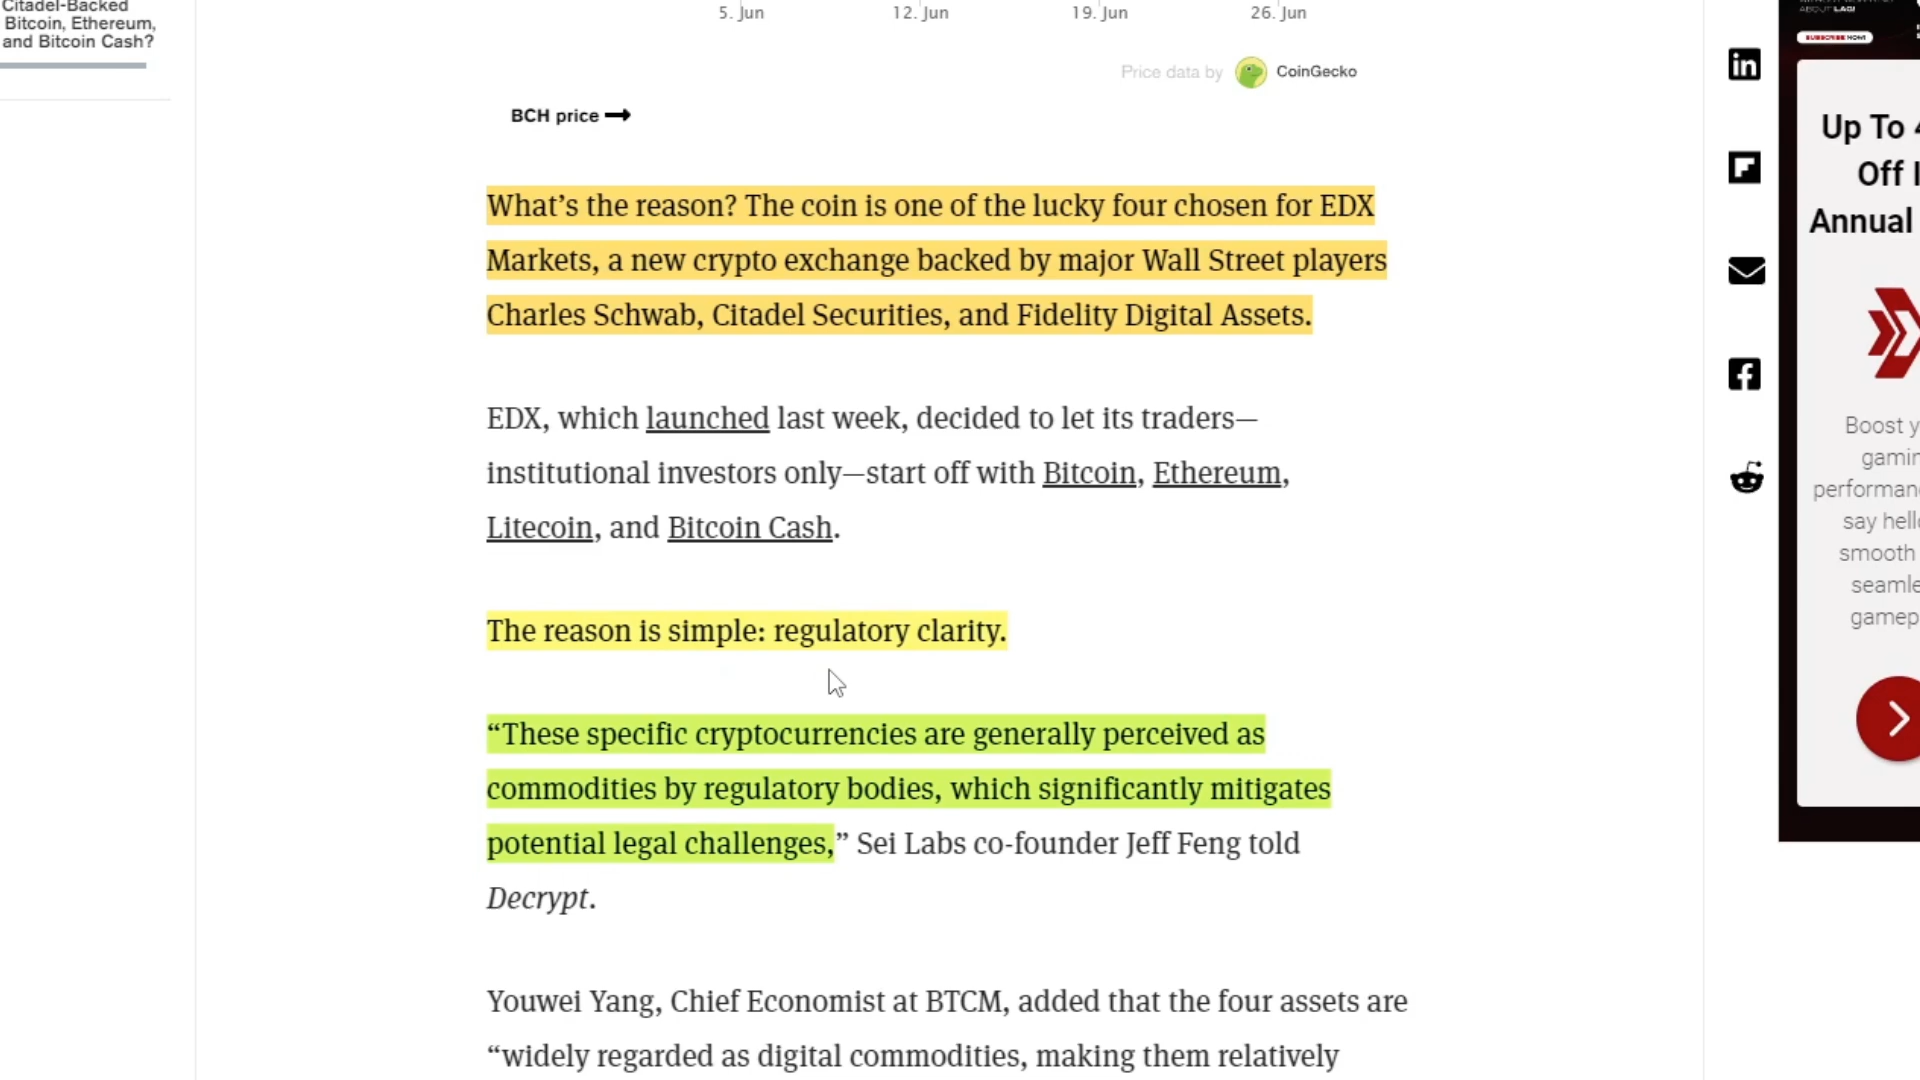 Citadel-Backed
Bitcoin, Ethereum,
and Bitcoin Cash?
5. Jun
12. Jun
19. Jun
26. Jun
Price data by CoinGecko
BCH price
What’s the reason? The coin is one of the lucky four chosen for EDX
Markets, a new crypto exchange backed by major Wall Street players
Charles Schwab, Citadel Securities, and Fidelity Digital Assets.
EDX, which launched last week, decided to let its traders—
institutional investors only—start off with Bitcoin, Ethereum,
Litecoin, and Bitcoin Cash.
The reason is simple: regulatory clarity.
“These specific cryptocurrencies are generally perceived as
commodities by regulatory bodies, which significantly mitigates
potential legal challenges,” Sei Labs co-founder Jeff Feng told
Decrypt.
Youwei Yang, Chief Economist at BTCM, added that the four assets are
“widely regarded as digital commodities, making them relatively
ABOUT LAG!
SUBSCRIBE NOW!
Up To
Off
Annual
Boost
say
smooth